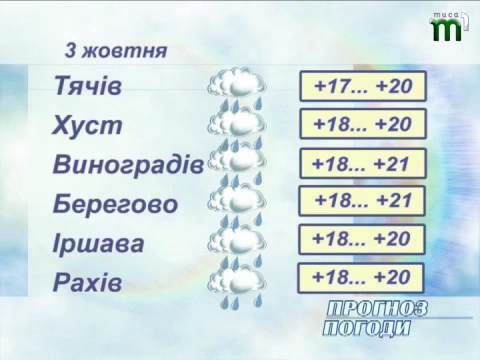 тиса
m
3 жовтня
Тячів +17... +20
Хуст +18... +20
Виноградів +18... +21
Берегово +18... +21
Іршава +18... +20
Рахів +18... +20
ПРОГНОЗ
ПОГОДИ